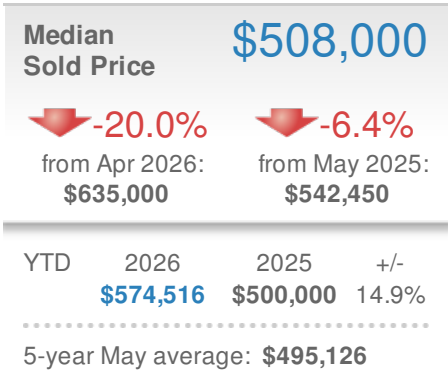 Median
Sold Price
$508,000
-20.0% -6.4%
from Apr 2026: from May 2025:
$635,000 $542,450
YTD 2026 2025 +/-
$574,516 $500,000 14.9%
5-year May average: $495,126